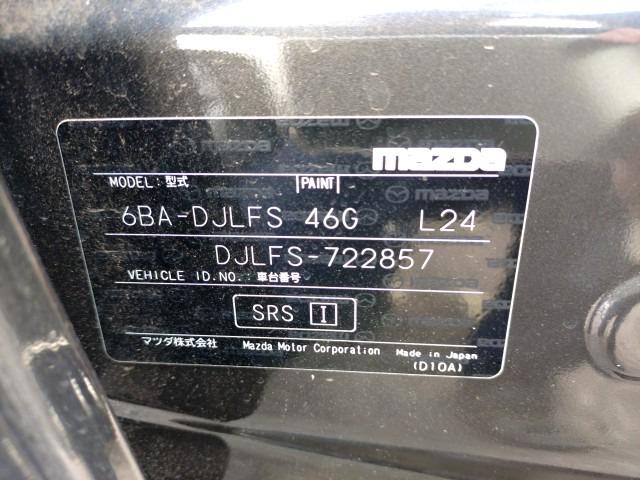 mazda
MODEL: 型式 PAINT
6BA-DJLFS 46G L24
DJLFS-722857
VEHICLE ID.NO.: 車台番号
SRS I
マツダ株式会社 Mazda Motor Corporation Made in Japan
(D10A)